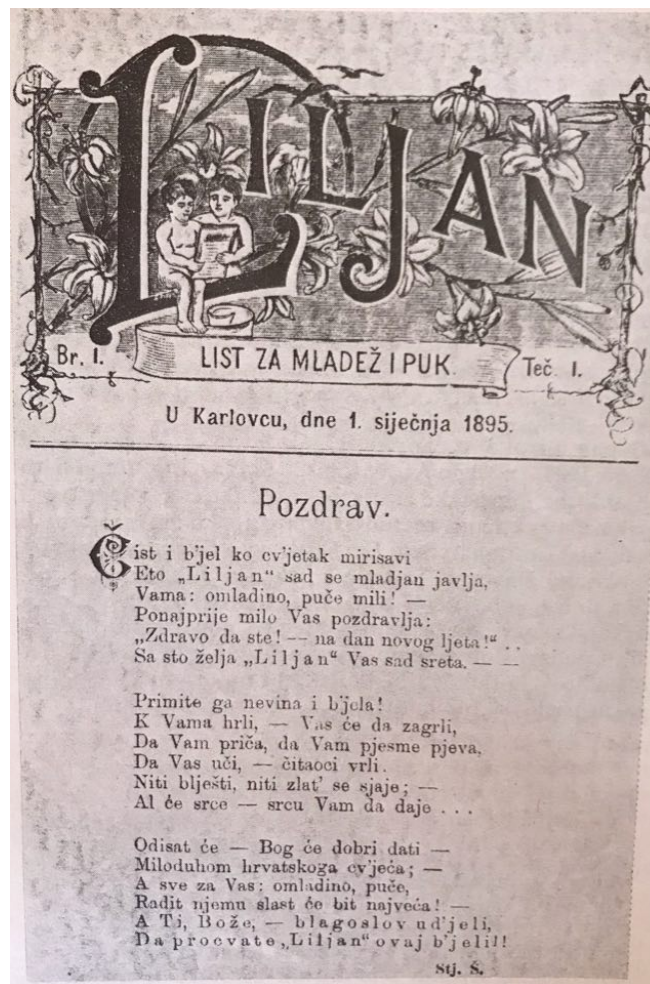 LILJAN
Br. I. LIST ZA MLADEŽ I PUK. Teč. I.
U Karlovcu, dne 1. siječnja 1895.
Pozdrav.
Čist i b'jel ko cv'jetak mirisavi
Eto „Liljan“ sad se mladjan javlja,
Vama: omladino, puče mili! —
Ponajprije milo Vas pozdravlja:
„Zdravo da ste! — na dan novog ljeta!“ . .
Sa sto želja „Liljan“ Vas sad sreta. — —
Primite ga nevina i b'jela!
K Vama hrli, — Vas će da zagrli,
Da Vam priča, da Vam pjesme pjeva,
Da Vas uči, — čitaoci vrli.
Niti blješti, niti zlat' se sjaje; —
Al će srce — srcu Vam da daje . . .
Odisat će — Bog će dobri dati —
Miloduhom hrvatskoga cv'jeća; —
A sve za Vas: omladino, puče,
Radit njemu slast će bit najveća! —
A Ti, Bože, — blagoslov ud'jeli,
Da procvate „Liljan“ ovaj b'jeli!!
Stj. Š.